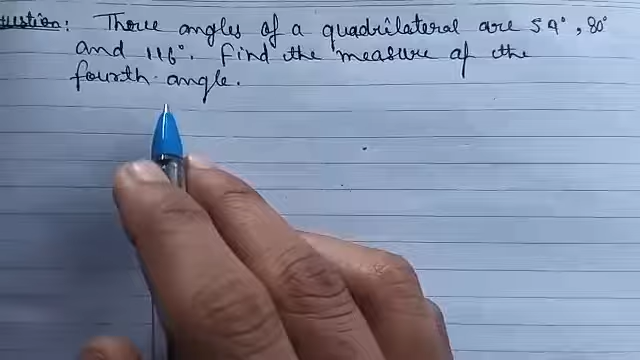 Question: Three angles of a quadrilateral are 54°, 80°
and 116°. Find the measure of the
fourth angle.